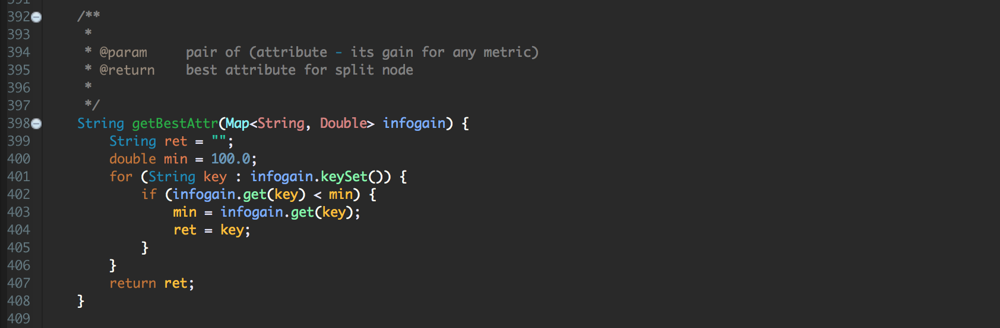 391
392 /**
393 *
394 * @param pair of (attribute - its gain for any metric)
395 * @return best attribute for split node
396 *
397 */
398 String getBestAttr(Map<String, Double> infogain) {
399 String ret = "";
400 double min = 100.0;
401 for (String key : infogain.keySet()) {
402 if (infogain.get(key) < min) {
403 min = infogain.get(key);
404 ret = key;
405 }
406 }
407 return ret;
408 }
409